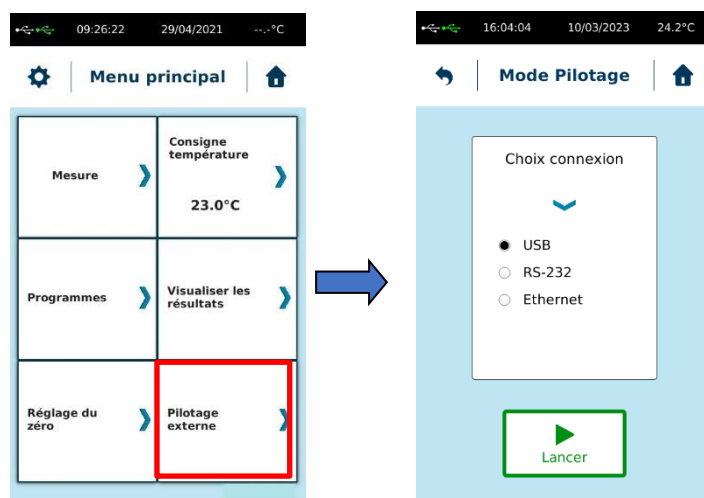 09:26:22 29/04/2021 --,-°C
Menu principal
Mesure
Consigne
température
23.0°C
Programmes
Visualiser les
résultats
Réglage du
zéro
Pilotage
externe
16:04:04 10/03/2023 24.2°C
Mode Pilotage
Choix connexion
USB
RS-232
Ethernet
Lancer